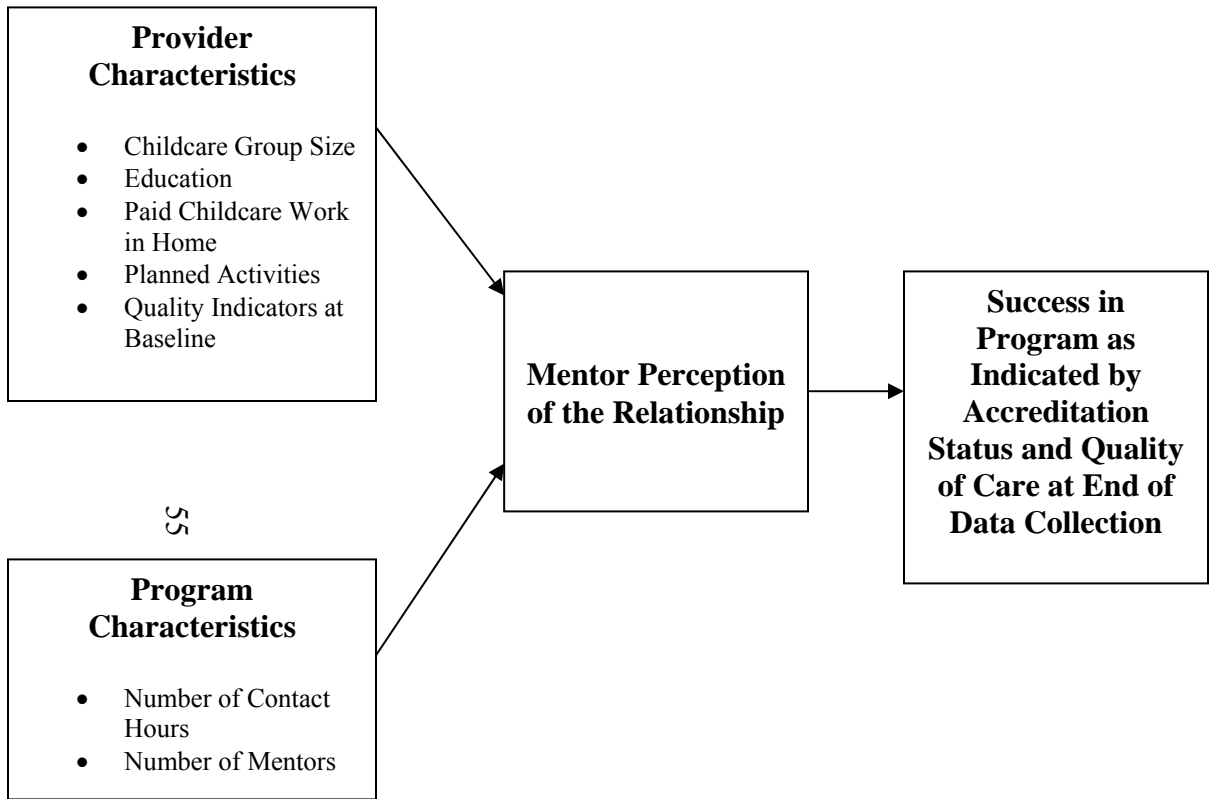 Provider
Characteristics
• Childcare Group Size
• Education
• Paid Childcare Work
in Home
• Planned Activities
• Quality Indicators at
Baseline
55
Program
Characteristics
• Number of Contact
Hours
• Number of Mentors
Mentor Perception
of the Relationship
Success in
Program as
Indicated by
Accreditation
Status and Quality
of Care at End of
Data Collection